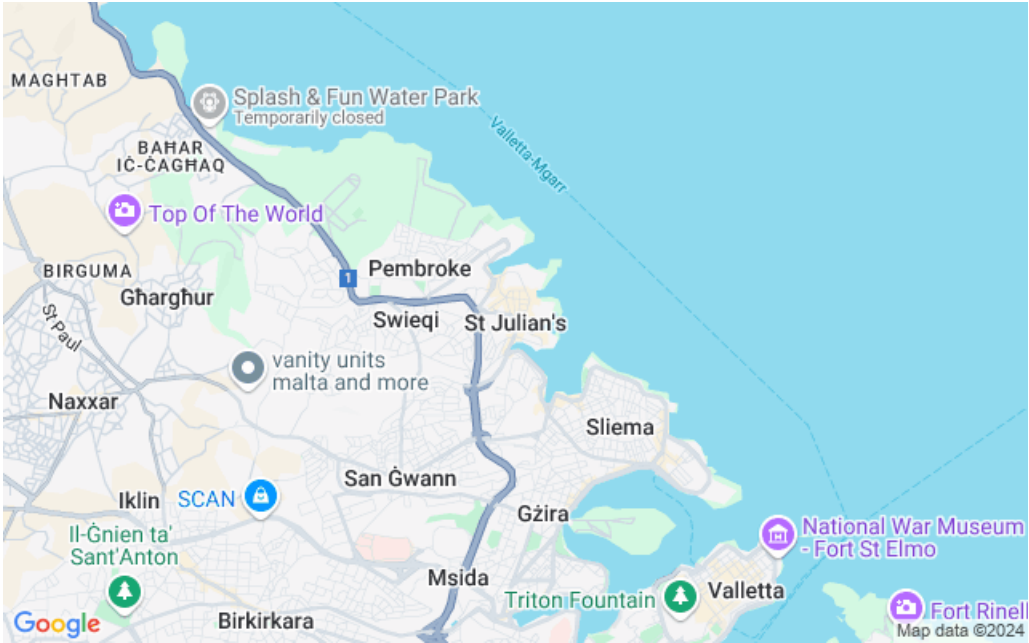 MAGHTAB
Splash & Fun Water Park
Temporarily closed
BAĦAR
IĊ-ĊAGĦAQ
Valletta-Mgarr
Top Of The World
BIRGUMA
Għargħur
1
Pembroke
St Paul
Swieqi
St Julian's
vanity units
malta and more
Naxxar
Sliema
San Ġwann
Iklin
SCAN
Gżira
Il-Ġnien ta'
Sant'Anton
National War Museum
- Fort St Elmo
Msida
Triton Fountain
Valletta
Birkirkara
Fort Rinell
Google
Map data ©2024